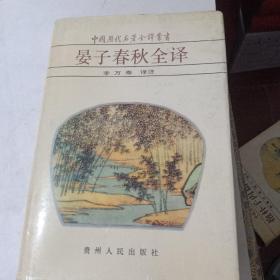 中国历代名著全译丛书
晏子春秋全译
李万寿 译注
贵州人民出版社